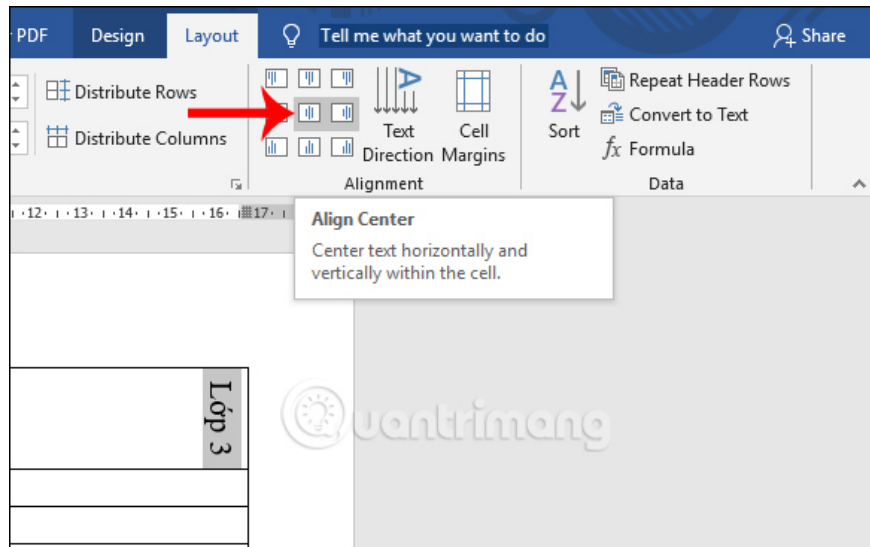 PDF Design Layout Tell me what you want to do Share
Distribute Rows
Distribute Columns
Text Direction
Cell Margins
Alignment
Sort
Repeat Header Rows
Convert to Text
fx Formula
Data
·12· ı ·13· ı ·14· ı ·15· ı ·16· 17· ı
Align Center
Center text horizontally and
vertically within the cell.
Lớp 3
Quantrimang